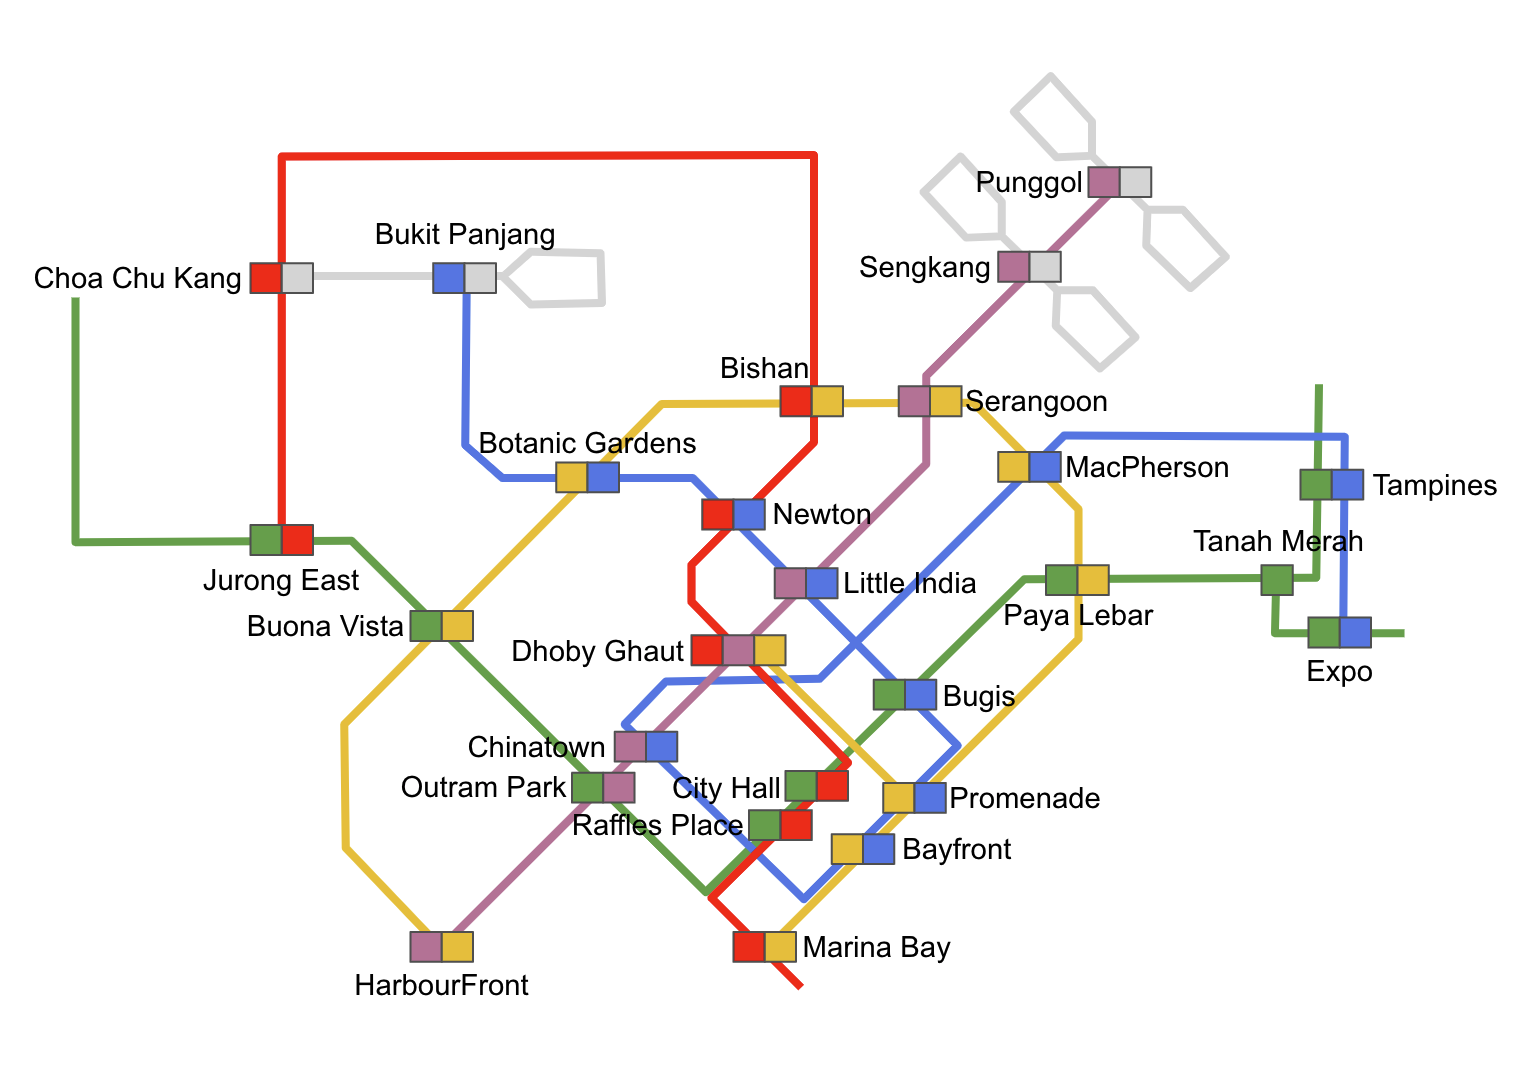 Punggol
Bukit Panjang
Sengkang
Choa Chu Kang
Bishan
Serangoon
Botanic Gardens
MacPherson
Tampines
Newton
Tanah Merah
Jurong East
Little India
Paya Lebar
Buona Vista
Dhoby Ghaut
Expo
Bugis
Chinatown
Outram Park
City Hall
Promenade
Raffles Place
Bayfront
Marina Bay
HarbourFront